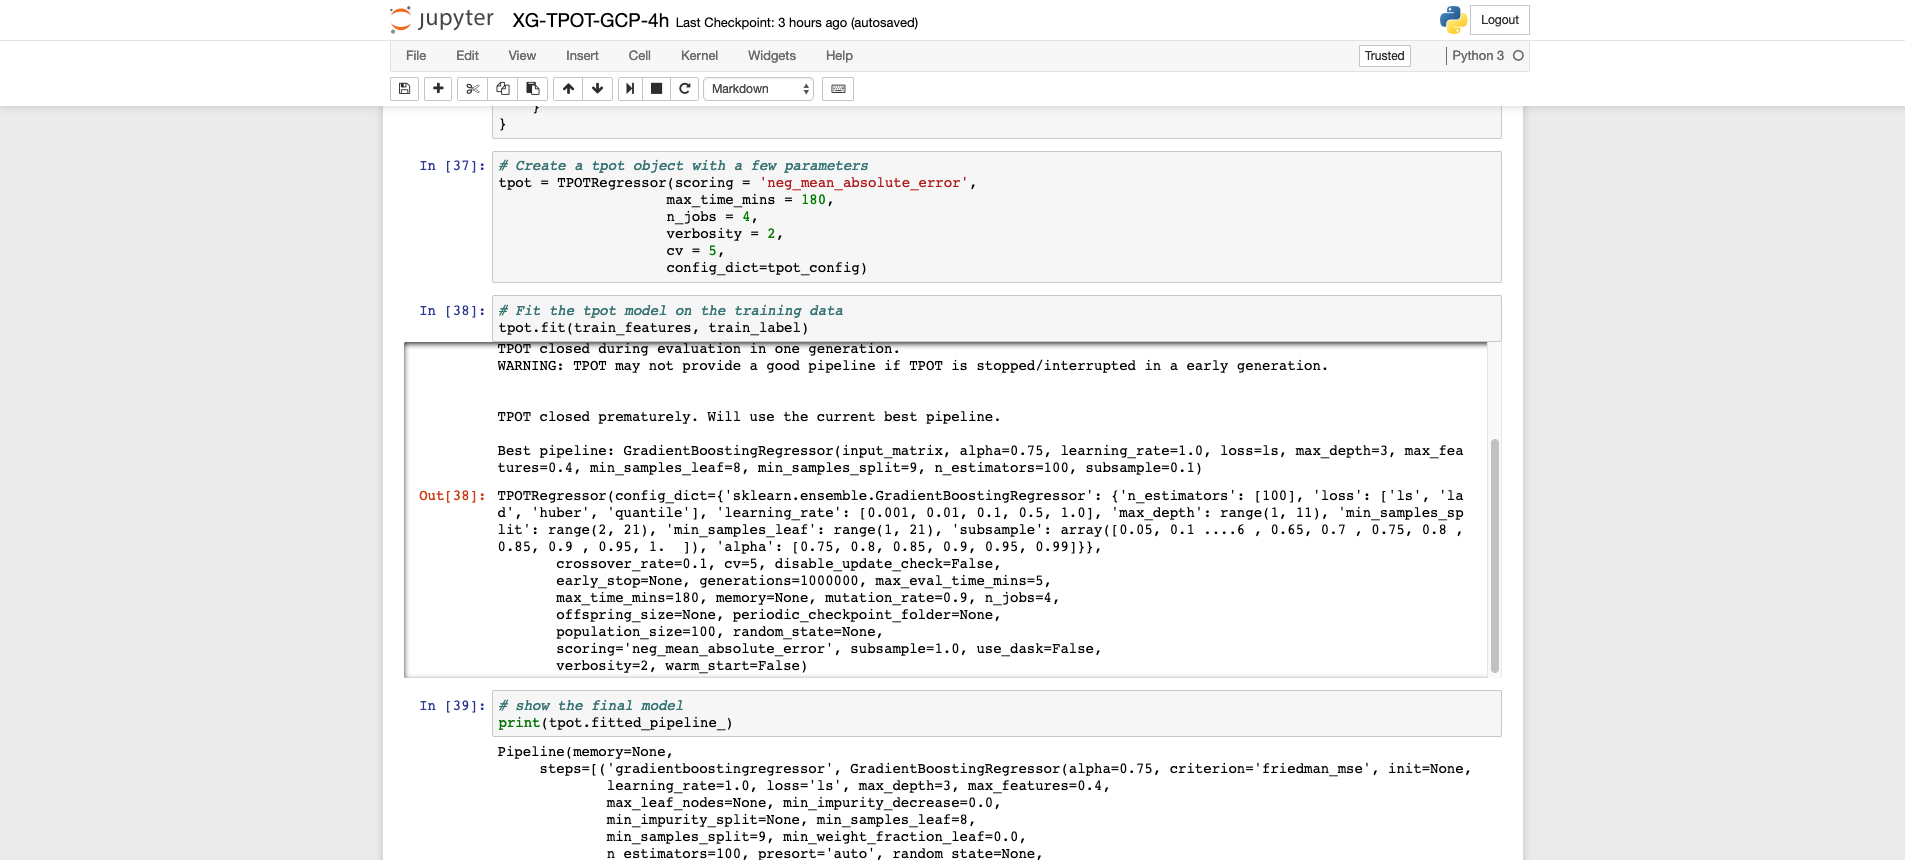 jupyter XG-TPOT-GCP-4h Last Checkpoint: 3 hours ago (autosaved) Logout
File Edit View Insert Cell Kernel Widgets Help Trusted Python 3
Markdown
}
}
In [37]: # Create a tpot object with a few parameters
tpot = TPOTRegressor(scoring = 'neg_mean_absolute_error',
max_time_mins = 180,
n_jobs = 4,
verbosity = 2,
cv = 5,
config_dict=tpot_config)
In [38]: # Fit the tpot model on the training data
tpot.fit(train_features, train_label)
TPOT closed during evaluation in one generation.
WARNING: TPOT may not provide a good pipeline if TPOT is stopped/interrupted in a early generation.
TPOT closed prematurely. Will use the current best pipeline.
Best pipeline: GradientBoostingRegressor(input_matrix, alpha=0.75, learning_rate=1.0, loss=ls, max_depth=3, max_fea
tures=0.4, min_samples_leaf=8, min_samples_split=9, n_estimators=100, subsample=0.1)
Out[38]: TPOTRegressor(config_dict={'sklearn.ensemble.GradientBoostingRegressor': {'n_estimators': [100], 'loss': ['ls', 'la
d', 'huber', 'quantile'], 'learning_rate': [0.001, 0.01, 0.1, 0.5, 1.0], 'max_depth': range(1, 11), 'min_samples_sp
lit': range(2, 21), 'min_samples_leaf': range(1, 21), 'subsample': array([0.05, 0.1 ....6 , 0.65, 0.7 , 0.75, 0.8 ,
0.85, 0.9 , 0.95, 1.  ]), 'alpha': [0.75, 0.8, 0.85, 0.9, 0.95, 0.99]}},
crossover_rate=0.1, cv=5, disable_update_check=False,
early_stop=None, generations=1000000, max_eval_time_mins=5,
max_time_mins=180, memory=None, mutation_rate=0.9, n_jobs=4,
offspring_size=None, periodic_checkpoint_folder=None,
population_size=100, random_state=None,
scoring='neg_mean_absolute_error', subsample=1.0, use_dask=False,
verbosity=2, warm_start=False)
In [39]: # show the final model
print(tpot.fitted_pipeline_)
Pipeline(memory=None,
steps=[('gradientboostingregressor', GradientBoostingRegressor(alpha=0.75, criterion='friedman_mse', init=None,
learning_rate=1.0, loss='ls', max_depth=3, max_features=0.4,
max_leaf_nodes=None, min_impurity_decrease=0.0,
min_impurity_split=None, min_samples_leaf=8,
min_samples_split=9, min_weight_fraction_leaf=0.0,
n_estimators=100, presort='auto', random_state=None,